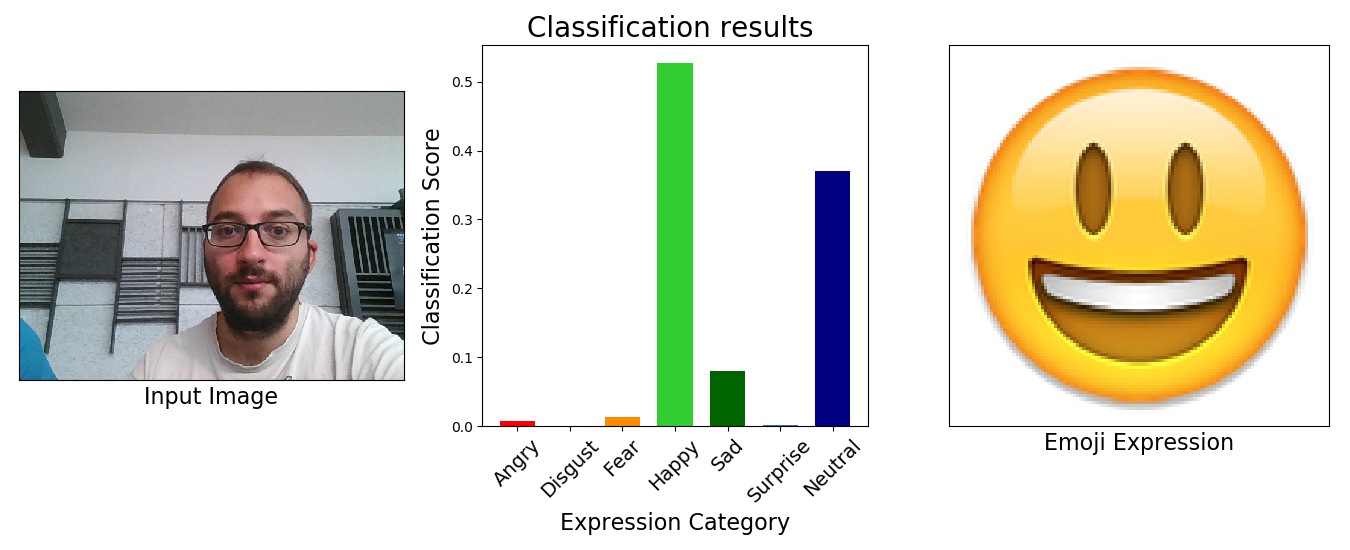 Classification results
Classification Score
0.5
0.4
0.3
0.2
0.1
0.0
Angry
Disgust
Fear
Happy
Sad
Surprise
Neutral
Expression Category
Input Image
Emoji Expression